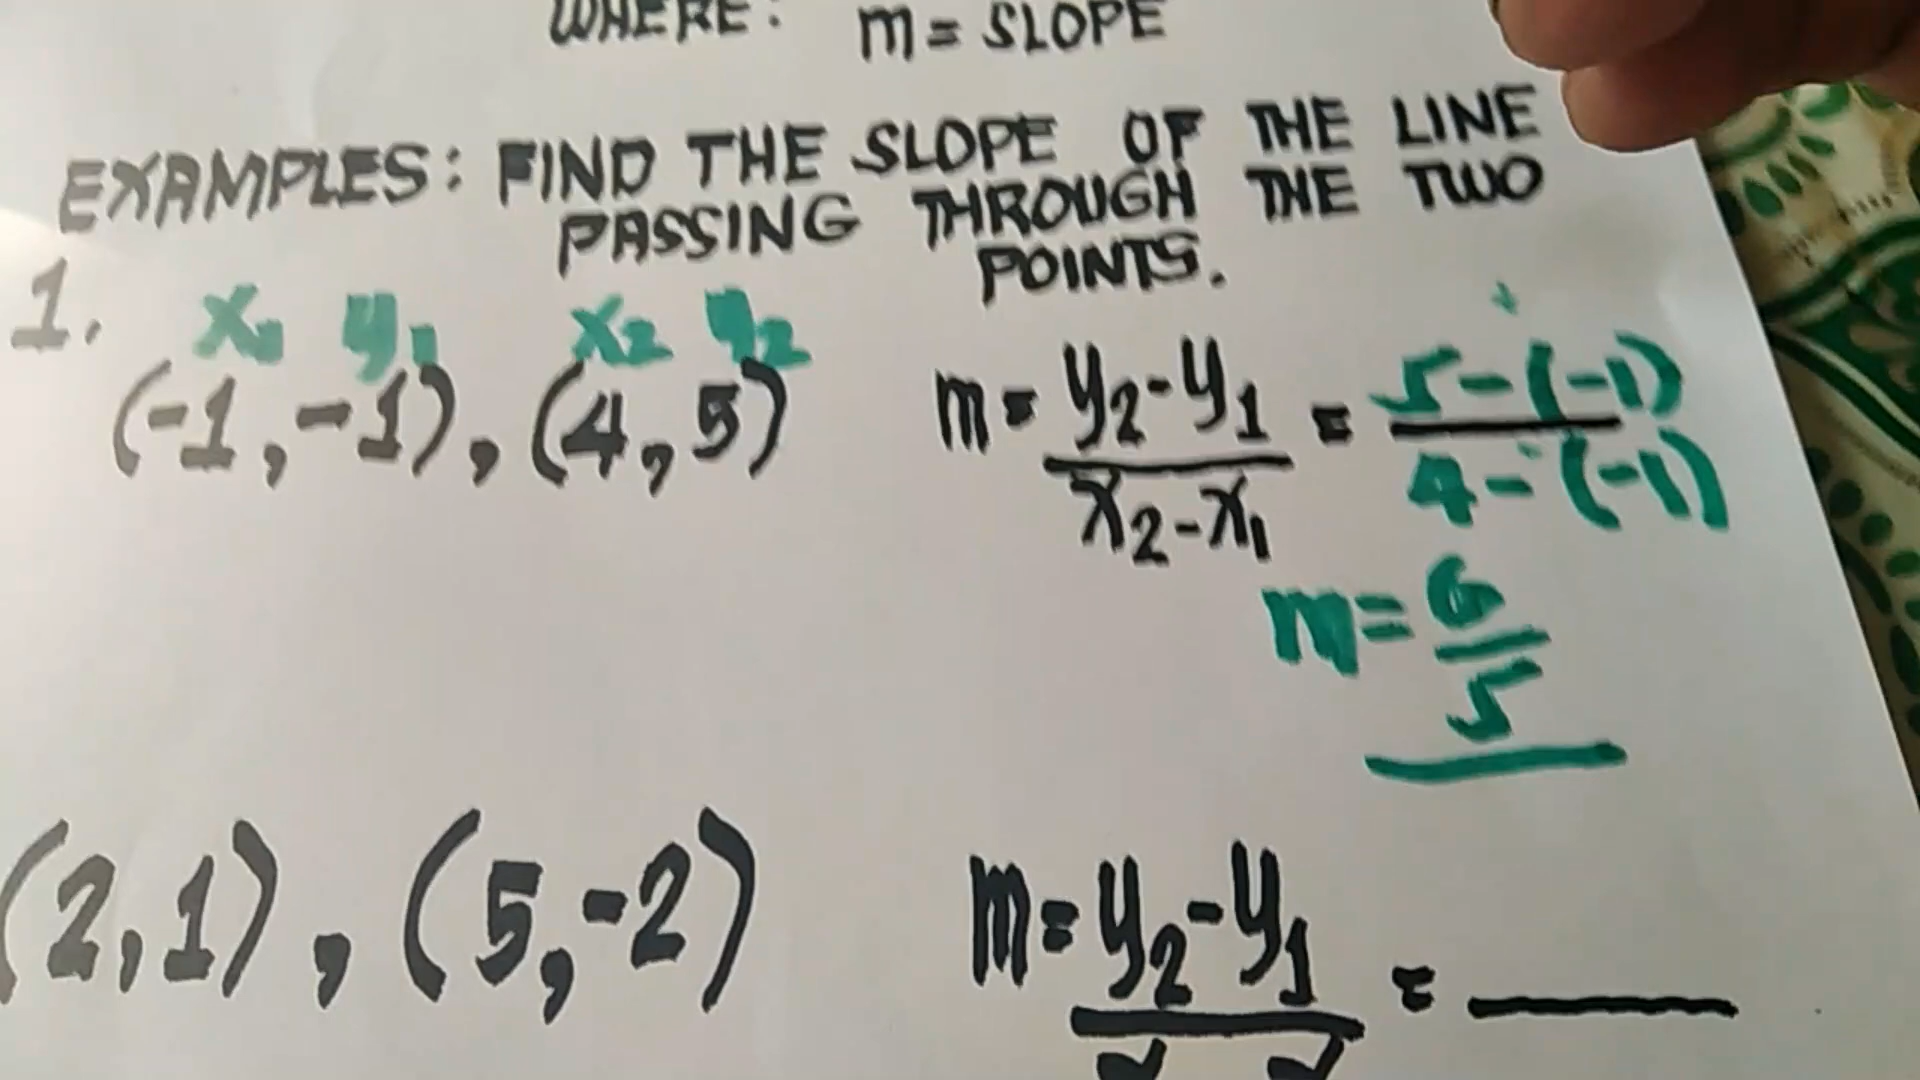 WHERE: m = SLOPE
EXAMPLES: FIND THE SLOPE OF THE LINE
PASSING THROUGH THE TWO
POINTS.
1. x₁ y₁ x₂ y₂
(-1,-1), (4,5) m = y₂-y₁/x₂-x₁ = 5-(-1)/4-(-1)
m = 6/5
(2,1), (5,-2) m = y₂-y₁ =